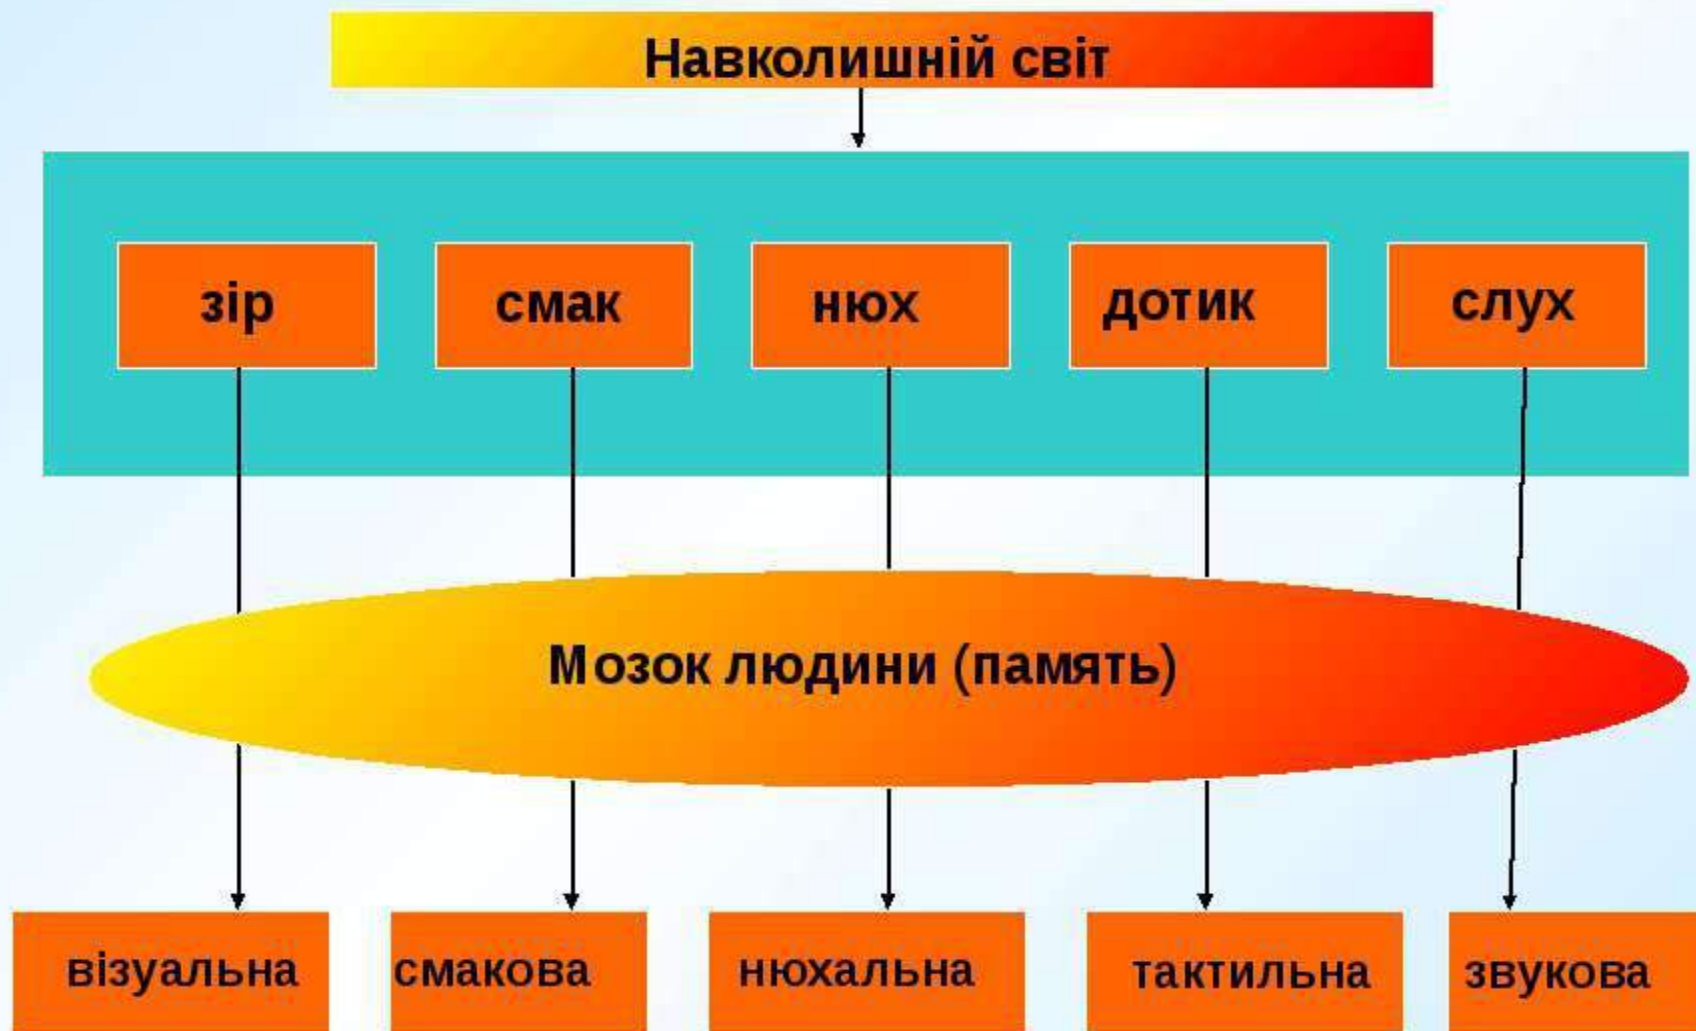 Навколишній світ
зір смак нюх дотик слух
Мозок людини (память)
візуальна смакова нюхальна тактильна звукова